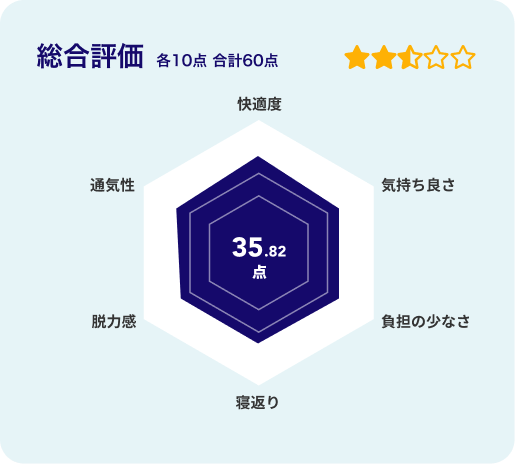 総合評価 各10点 合計60点
快適度
通気性
気持ち良さ
35.82
点
脱力感
負担の少なさ
寝返り